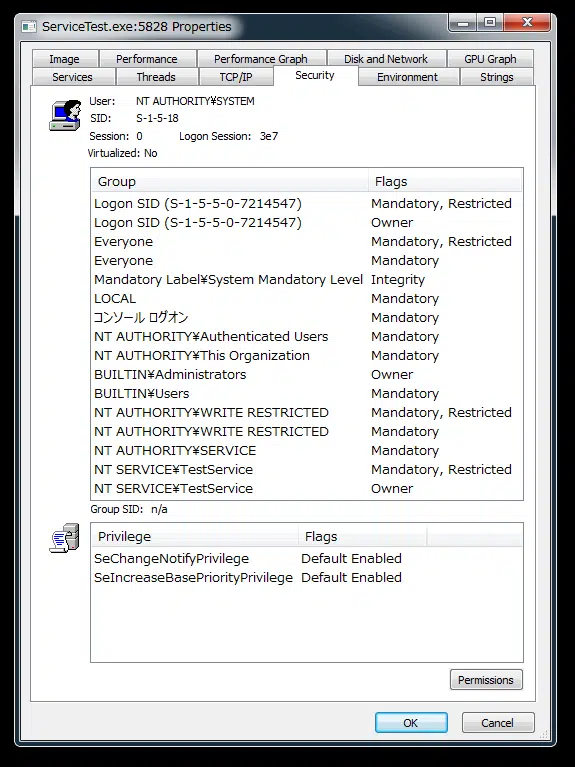 ServiceTest.exe:5828 Properties
Image Performance Performance Graph Disk and Network GPU Graph
Services Threads TCP/IP Security Environment Strings
User: NT AUTHORITY¥SYSTEM
SID: S-1-5-18
Session: 0 Logon Session: 3e7
Virtualized: No
Group Flags
Logon SID (S-1-5-5-0-7214547) Mandatory, Restricted
Logon SID (S-1-5-5-0-7214547) Owner
Everyone Mandatory, Restricted
Everyone Mandatory
Mandatory Label¥System Mandatory Level Integrity
LOCAL Mandatory
コンソール ログオン Mandatory
NT AUTHORITY¥Authenticated Users Mandatory
NT AUTHORITY¥This Organization Mandatory
BUILTIN¥Administrators Owner
BUILTIN¥Users Mandatory
NT AUTHORITY¥WRITE RESTRICTED Mandatory, Restricted
NT AUTHORITY¥WRITE RESTRICTED Mandatory
NT AUTHORITY¥SERVICE Mandatory
NT SERVICE¥TestService Mandatory, Restricted
NT SERVICE¥TestService Owner
Group SID: n/a
Privilege Flags
SeChangeNotifyPrivilege Default Enabled
SeIncreaseBasePriorityPrivilege Default Enabled
Permissions
OK Cancel